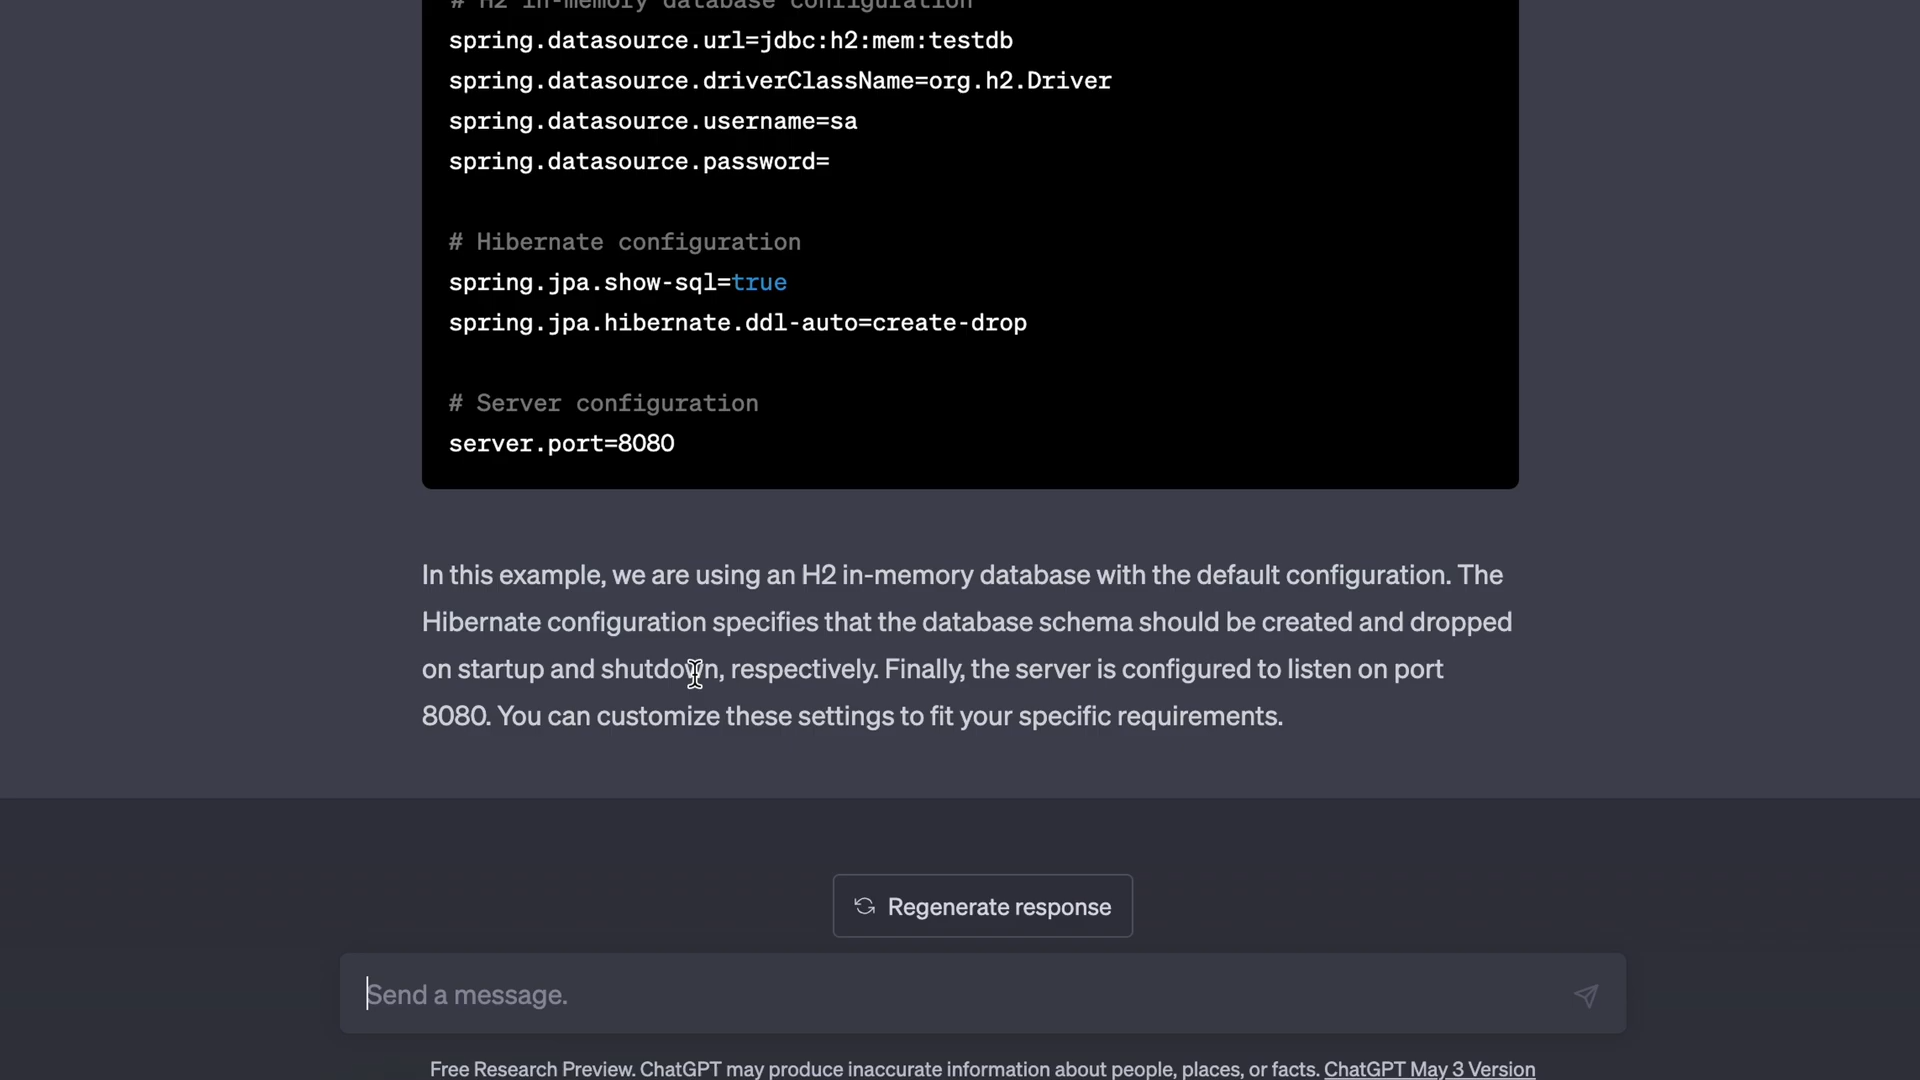 # H2 in-memory database configuration
spring.datasource.url=jdbc:h2:mem:testdb
spring.datasource.driverClassName=org.h2.Driver
spring.datasource.username=sa
spring.datasource.password=
# Hibernate configuration
spring.jpa.show-sql=true
spring.jpa.hibernate.ddl-auto=create-drop
# Server configuration
server.port=8080
In this example, we are using an H2 in-memory database with the default configuration. The
Hibernate configuration specifies that the database schema should be created and dropped
on startup and shutdown, respectively. Finally, the server is configured to listen on port
8080. You can customize these settings to fit your specific requirements.
Regenerate response
Send a message.
Free Research Preview. ChatGPT may produce inaccurate information about people, places, or facts. ChatGPT May 3 Version